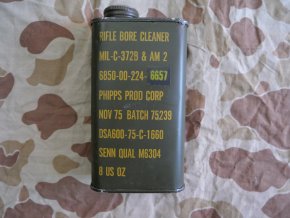 RIFLE BORE CLEANER
MIL-C-372B & AM 2
6850-00-224-6657
PHIPPS PROD CORP
NOV 75 BATCH 75239
DSA600-75-C-1660
SENN QUAL M6304
8 US OZ